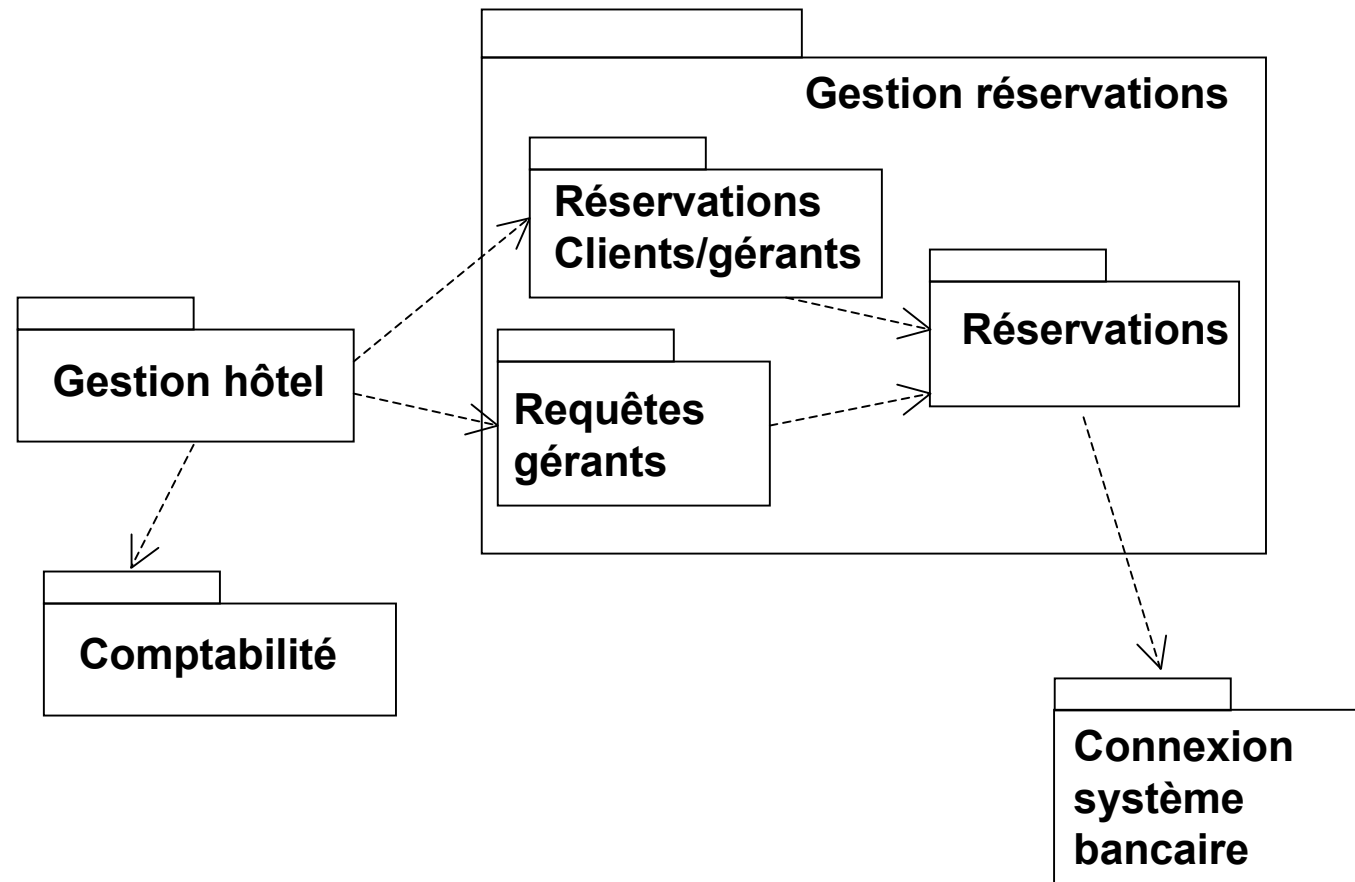 Gestion réservations
Réservations
Clients/gérants
Réservations
Gestion hôtel
Requêtes
gérants
Comptabilité
Connexion
système
bancaire